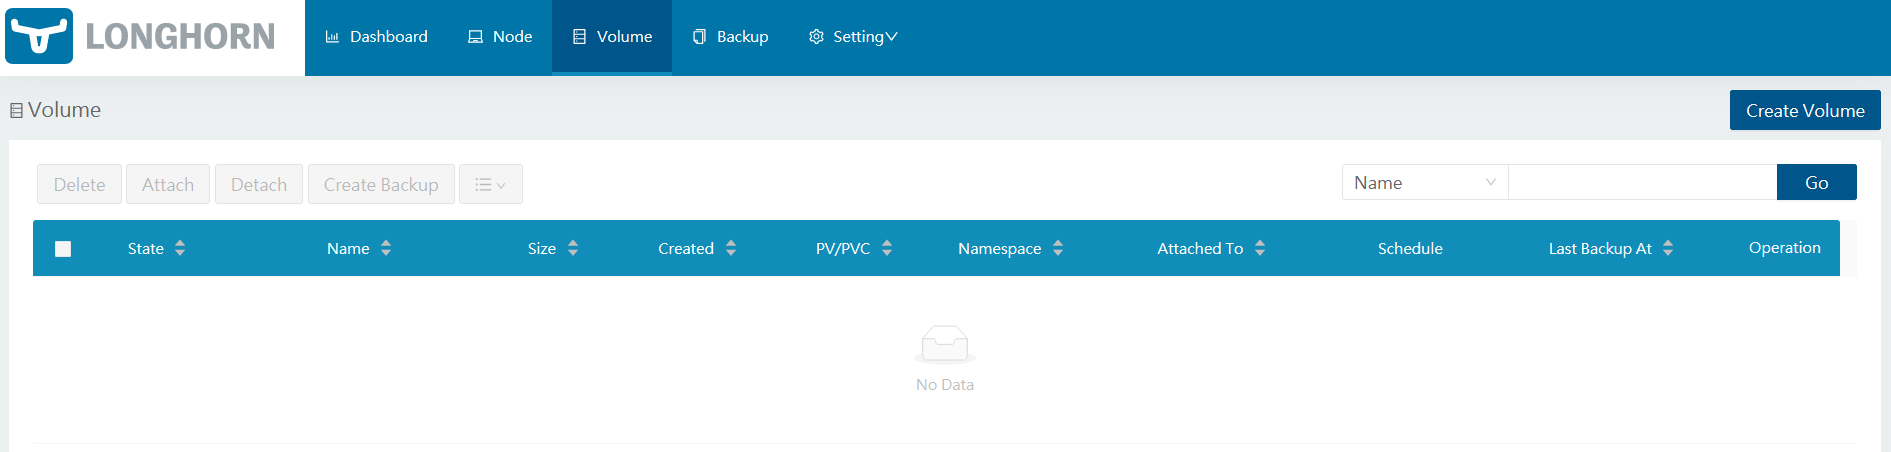 LONGHORN Dashboard Node Volume Backup Setting
Volume Create Volume
Delete Attach Detach Create Backup Name Go
State Name Size Created PV/PVC Namespace Attached To Schedule Last Backup At Operation
No Data